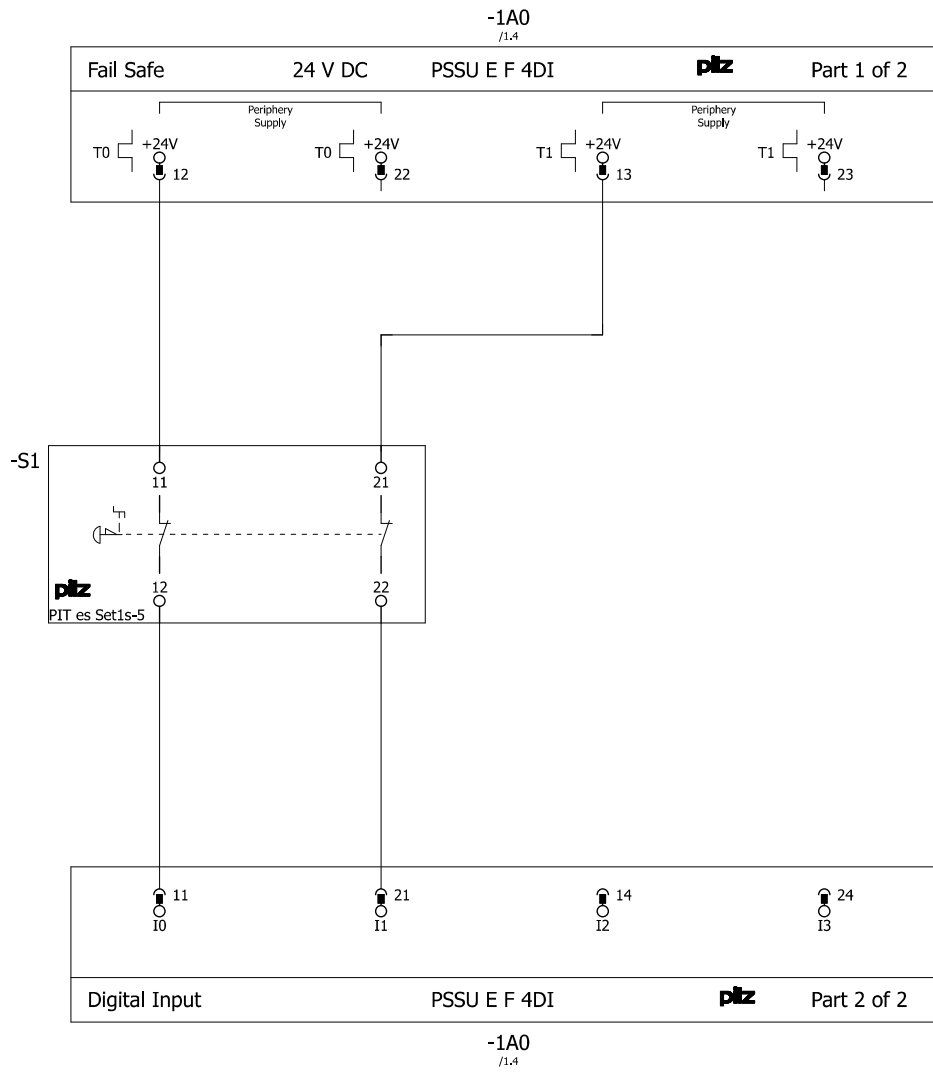 -1A0
/1.4
Fail Safe 24 V DC PSSU E F 4DI pilz Part 1 of 2
Periphery Supply Periphery Supply
T0 +24V T0 +24V T1 +24V T1 +24V
12 22 13 23
-S1
11 21
12 22
pilz
PIT es Set1s-5
11 21 14 24
I0 I1 I2 I3
Digital Input PSSU E F 4DI pilz Part 2 of 2
-1A0
/1.4